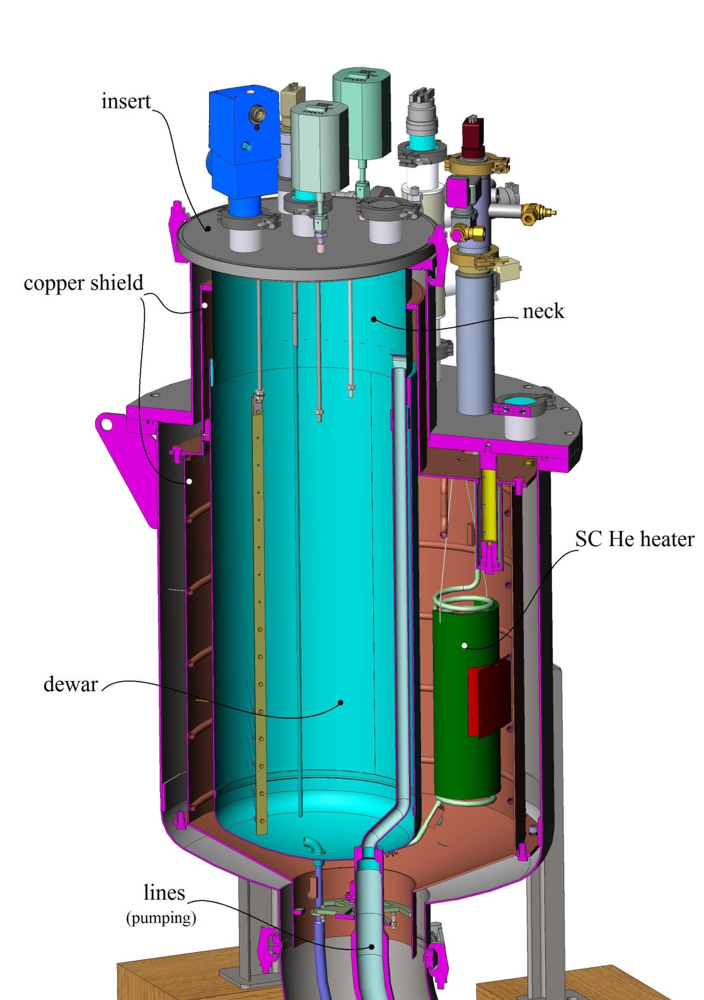 insert
copper shield
neck
SC He heater
dewar
lines
(pumping)